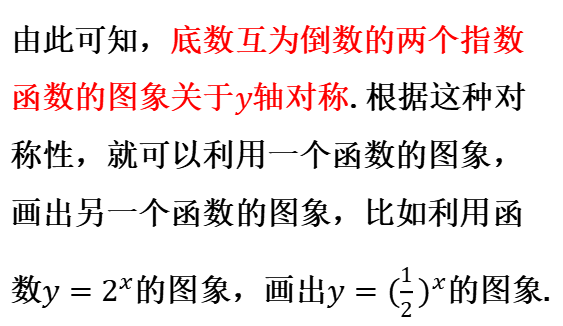 由此可知，底数互为倒数的两个指数
函数的图象关于y轴对称. 根据这种对
称性，就可以利用一个函数的图象，
画出另一个函数的图象，比如利用函
数y = 2ˣ的图象，画出y = (1/2)ˣ的图象.